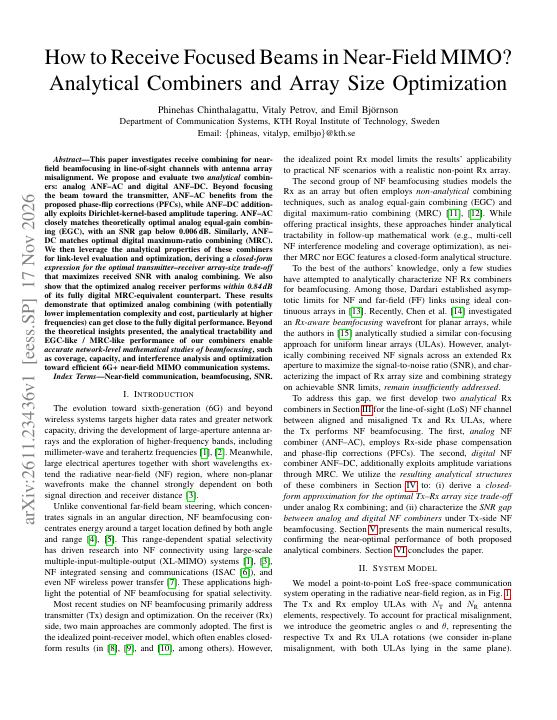 How to Receive Focused Beams in Near-Field MIMO?
Analytical Combiners and Array Size Optimization
Phinehas Chinthalagattu, Vitaly Petrov, and Emil Björnson
Department of Communication Systems, KTH Royal Institute of Technology, Sweden
Email: {phineas, vitalyp, emilbjo}@kth.se
arXiv:2611.23436v1 [eess.SP] 17 Nov 2026
Abstract—This paper investigates receive combining for near-
field beamfocusing in line-of-sight channels with antenna array
misalignment. We propose and evaluate two analytical combin-
ers: analog ANF–AC and digital ANF–DC. Beyond focusing
the beam toward the transmitter, ANF–AC benefits from the
proposed phase-flip corrections (PFCs), while ANF–DC addition-
ally exploits Dirichlet-kernel-based amplitude tapering. ANF–AC
closely matches theoretically optimal analog equal-gain combin-
ing (EGC), with an SNR gap below 0.006 dB. Similarly, ANF–
DC matches optimal digital maximum-ratio combining (MRC).
We then leverage the analytical properties of these combiners
for link-level evaluation and optimization, deriving a closed-form
expression for the optimal transmitter–receiver array-size trade-off
that maximizes received SNR with analog combining. We also
show that the optimized analog receiver performs within 0.84 dB
of its fully digital MRC-equivalent counterpart. These results
demonstrate that optimized analog combining (with potentially
lower implementation complexity and cost, particularly at higher
frequencies) can get close to the fully digital performance. Beyond
the theoretical insights presented, the analytical tractability and
EGC-like / MRC-like performance of our combiners enable
accurate network-level mathematical studies of beamfocusing, such
as coverage, capacity, and interference analysis and optimization
toward efficient 6G+ near-field MIMO communication systems.
Index Terms—Near-field communication, beamfocusing, SNR.
I. INTRODUCTION
The evolution toward sixth-generation (6G) and beyond
wireless systems targets higher data rates and greater network
capacity, driving the development of large-aperture antenna ar-
rays and the exploration of higher-frequency bands, including
millimeter-wave and terahertz frequencies [1], [2]. Meanwhile,
large electrical apertures together with short wavelengths ex-
tend the radiative near-field (NF) region, where non-planar
wavefronts make the channel strongly dependent on both
signal direction and receiver distance [3].
Unlike conventional far-field beam steering, which concen-
trates signals in an angular direction, NF beamfocusing con-
centrates energy around a target location defined by both angle
and range [4], [5]. This range-dependent spatial selectivity
has driven research into NF connectivity using large-scale
multiple-input-multiple-output (XL-MIMO) systems [1], [3],
NF integrated sensing and communications (ISAC [6]), and
even NF wireless power transfer [7]. These applications high-
light the potential of NF beamfocusing for spatial selectivity.
Most recent studies on NF beamfocusing primarily address
transmitter (Tx) design and optimization. On the receiver (Rx)
side, two main approaches are commonly adopted. The first is
the idealized point-receiver model, which often enables closed-
form results (in [8], [9], and [10], among others). However,
the idealized point Rx model limits the results' applicability
to practical NF scenarios with a realistic non-point Rx array.
The second group of NF beamfocusing studies models the
Rx as an array but often employs non-analytical combining
techniques, such as analog equal-gain combining (EGC) and
digital maximum-ratio combining (MRC) [11], [12]. While
offering practical insights, these approaches hinder analytical
tractability in follow-up mathematical work (e.g., multi-cell
NF interference modeling and coverage optimization), as nei-
ther MRC nor EGC features a closed-form analytical structure.
To the best of the authors' knowledge, only a few studies
have attempted to analytically characterize NF Rx combiners
for beamfocusing. Among those, Dardari established asymp-
totic limits for NF and far-field (FF) links using ideal con-
tinuous arrays in [13]. Recently, Chen et al. [14] investigated
an Rx-aware beamfocusing wavefront for planar arrays, while
the authors in [15] analytically studied a similar con-focusing
approach for uniform linear arrays (ULAs). However, analyt-
ically combining received NF signals across an extended Rx
aperture to maximize the signal-to-noise ratio (SNR), and char-
acterizing the impact of Rx array size and combining strategy
on achievable SNR limits, remain insufficiently addressed.
To address this gap, we first develop two analytical Rx
combiners in Section III for the line-of-sight (LoS) NF channel
between aligned and misaligned Tx and Rx ULAs, where
the Tx performs NF beamfocusing. The first, analog NF
combiner (ANF–AC), employs Rx-side phase compensation
and phase-flip corrections (PFCs). The second, digital NF
combiner ANF–DC, additionally exploits amplitude variations
through MRC. We utilize the resulting analytical structures
of these combiners in Section IV to: (i) derive a closed-
form approximation for the optimal Tx–Rx array size trade-off
under analog Rx combining; and (ii) characterize the SNR gap
between analog and digital NF combiners under Tx-side NF
beamfocusing. Section V presents the main numerical results,
confirming the near-optimal performance of both proposed
analytical combiners. Section VI concludes the paper.
II. SYSTEM MODEL
We model a point-to-point LoS free-space communication
system operating in the radiative near-field region, as in Fig. 1.
The Tx and Rx employ ULAs with NT and NR antenna
elements, respectively. To account for practical misalignment,
we introduce the geometric angles α and θ, representing the
respective Tx and Rx ULA rotations (we consider in-plane
misalignment, with both ULAs lying in the same plane).